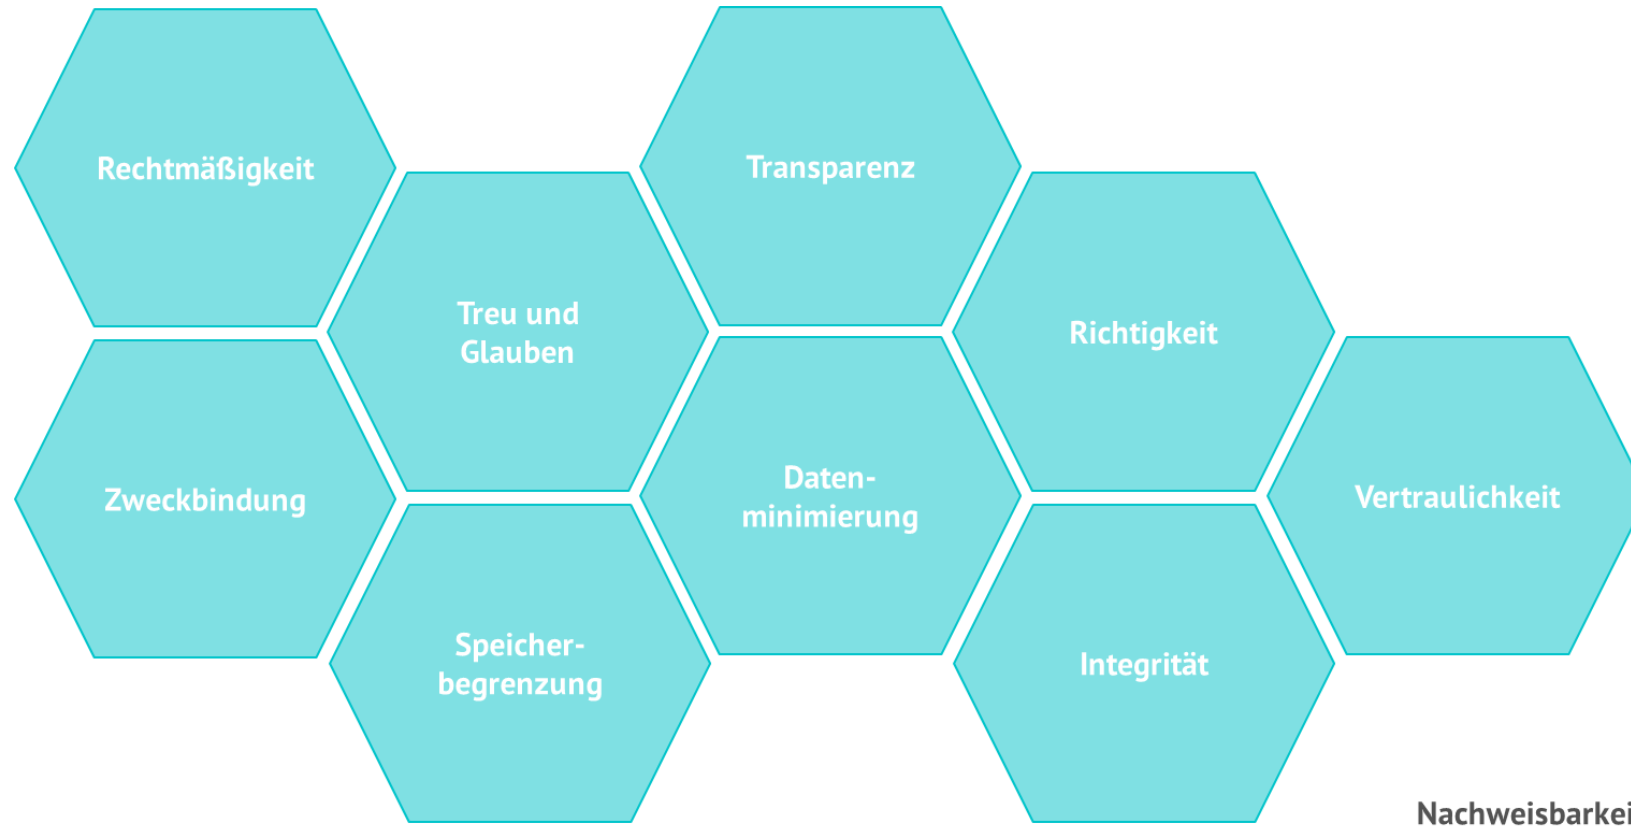 Rechtmäßigkeit
Transparenz
Treu und
Glauben
Richtigkeit
Zweckbindung
Daten-
minimierung
Vertraulichkeit
Speicher-
begrenzung
Integrität
Nachweisbarkei